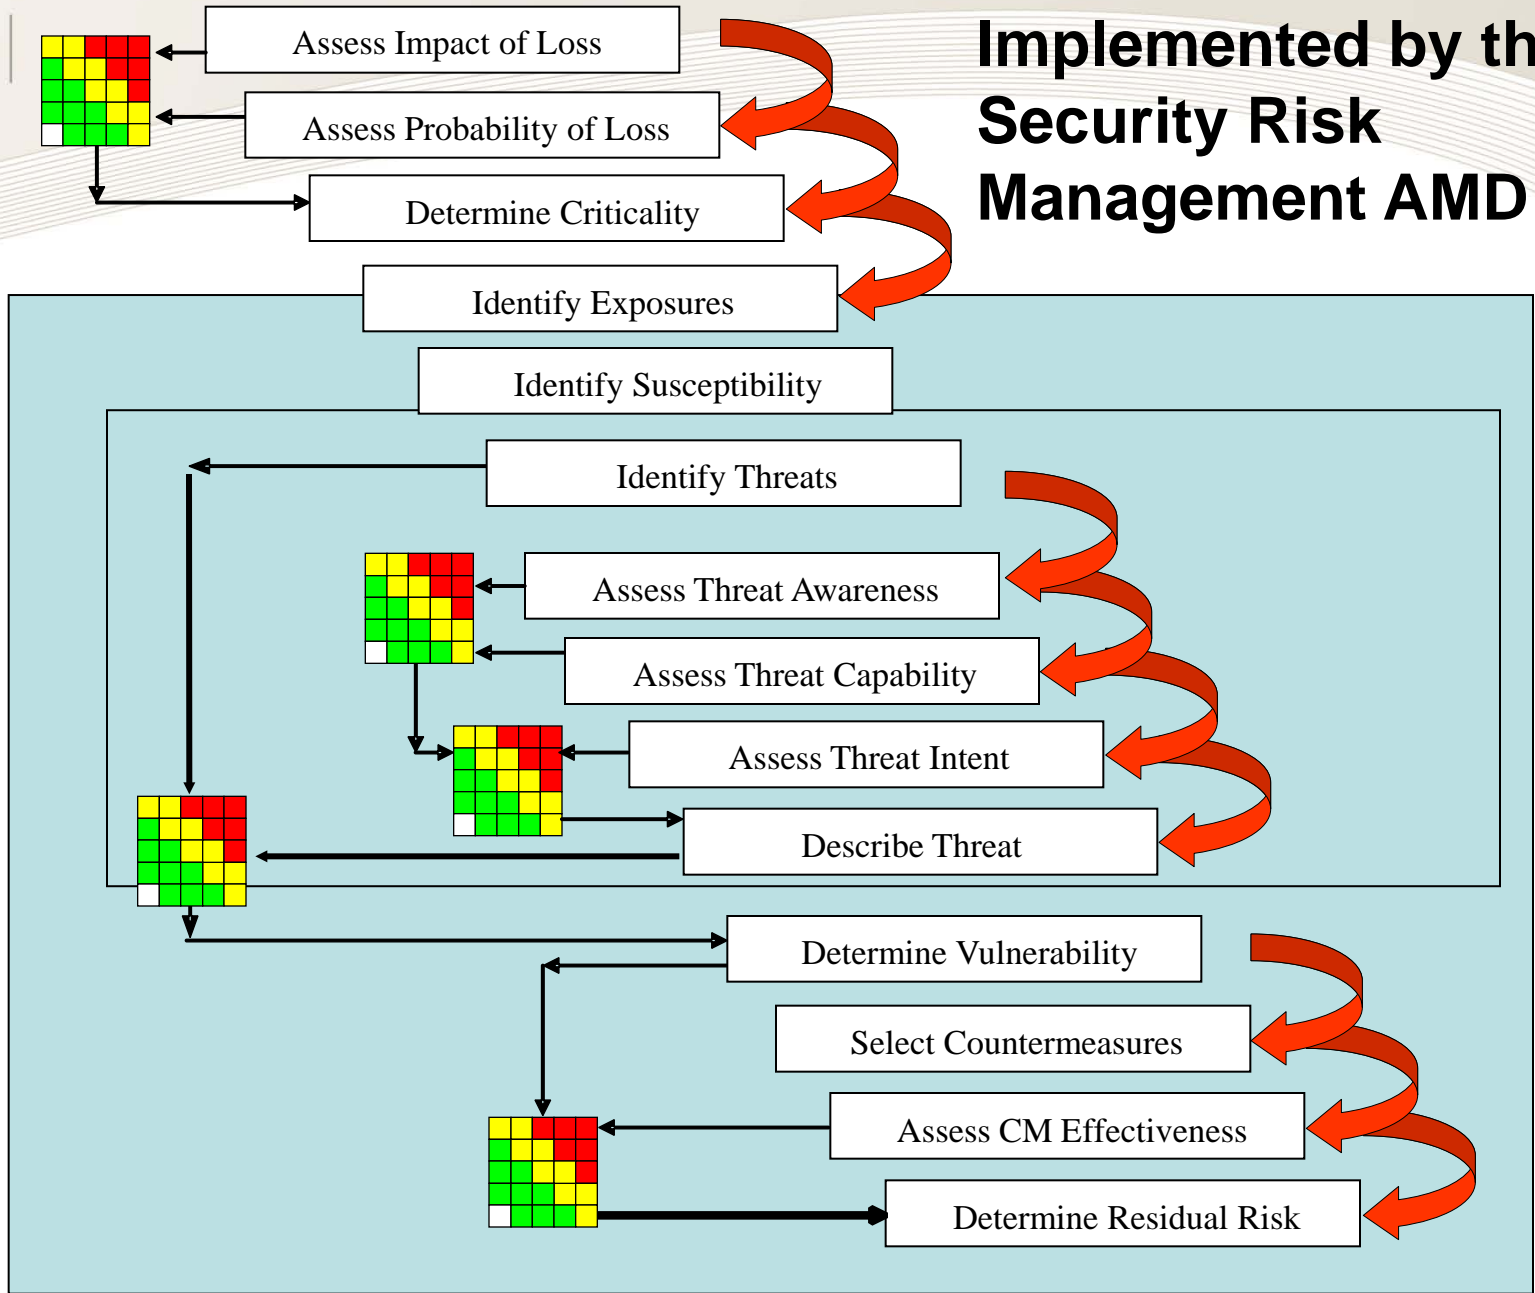 Implemented by th
Security Risk
Management AMD
Assess Impact of Loss
Assess Probability of Loss
Determine Criticality
Identify Exposures
Identify Susceptibility
Identify Threats
Assess Threat Awareness
Assess Threat Capability
Assess Threat Intent
Describe Threat
Determine Vulnerability
Select Countermeasures
Assess CM Effectiveness
Determine Residual Risk